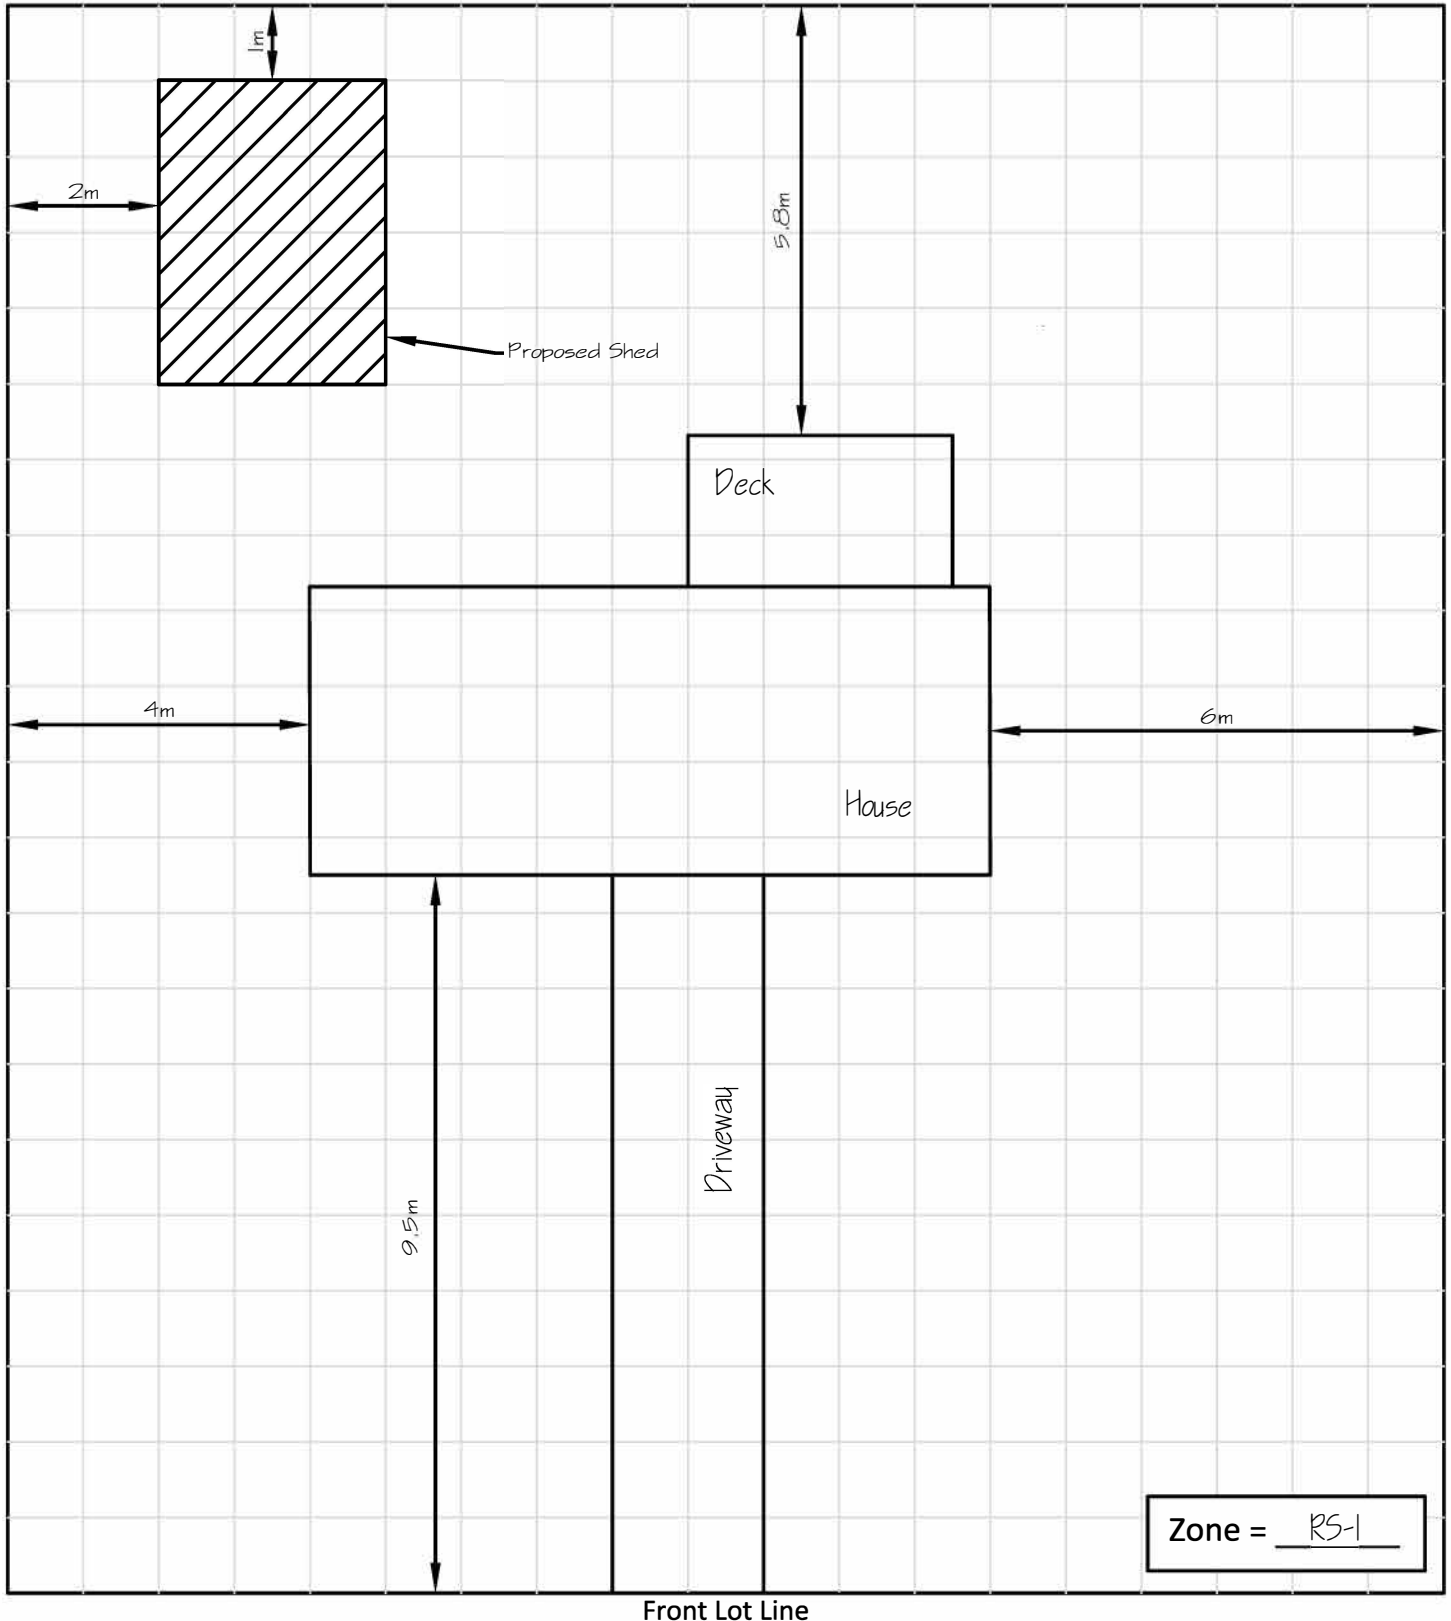 1m
2m
5.8m
Proposed Shed
Deck
4m
6m
House
Driveway
9.5m
Zone = RS-1
Front Lot Line